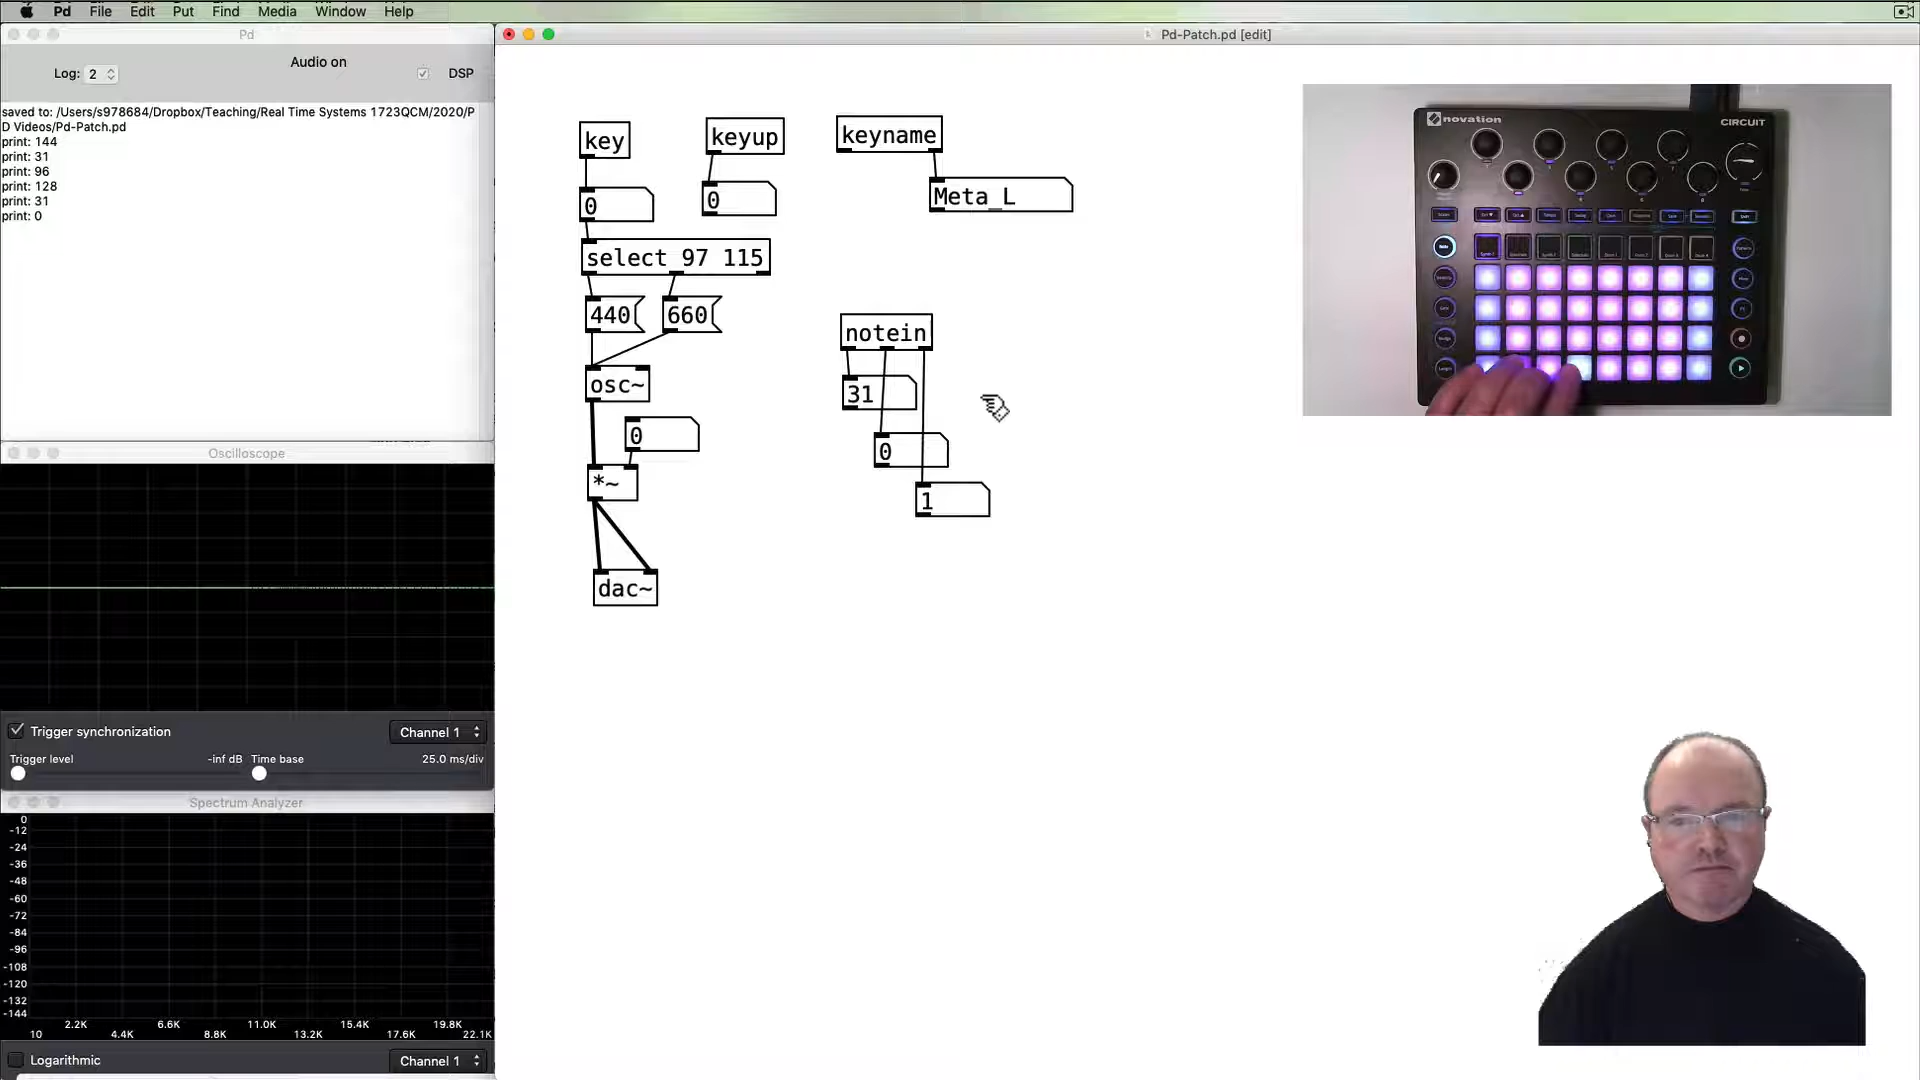 Pd File Edit Put Find Media Window Help
Pd
Audio on
Log: 2
DSP
saved to: /Users/s978684/Dropbox/Teaching/Real Time Systems 1723QCM/2020/P
D Videos/Pd-Patch.pd
print: 144
print: 31
print: 96
print: 128
print: 31
print: 0
Oscilloscope
Trigger synchronization
Channel 1
Trigger level
-inf dB
Time base
25.0 ms/div
Spectrum Analyzer
0
-12
-24
-36
-48
-60
-72
-84
-96
-108
-120
-132
-144
2.2K 6.6K 11.0K 15.4K 19.8K
10 4.4K 8.8K 13.2K 17.6K 22.1K
Logarithmic
Channel 1
Pd-Patch.pd [edit]
key
keyup
keyname
0
0
Meta_L
select 97 115
440
660
osc~
0
*~
dac~
notein
31
0
1
novation
CIRCUIT